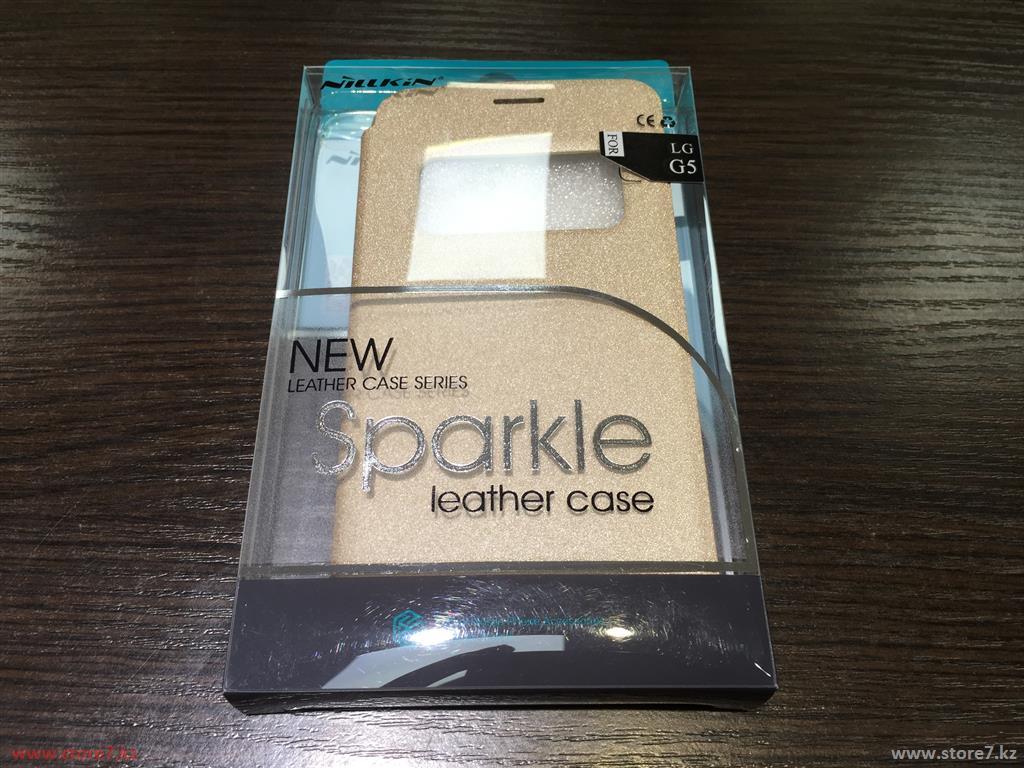 NILLKIN®
CE
FOR
LG
G5
NEW
LEATHER CASE SERIES
Sparkle
leather case
www.store7.kz
www.store7.kz